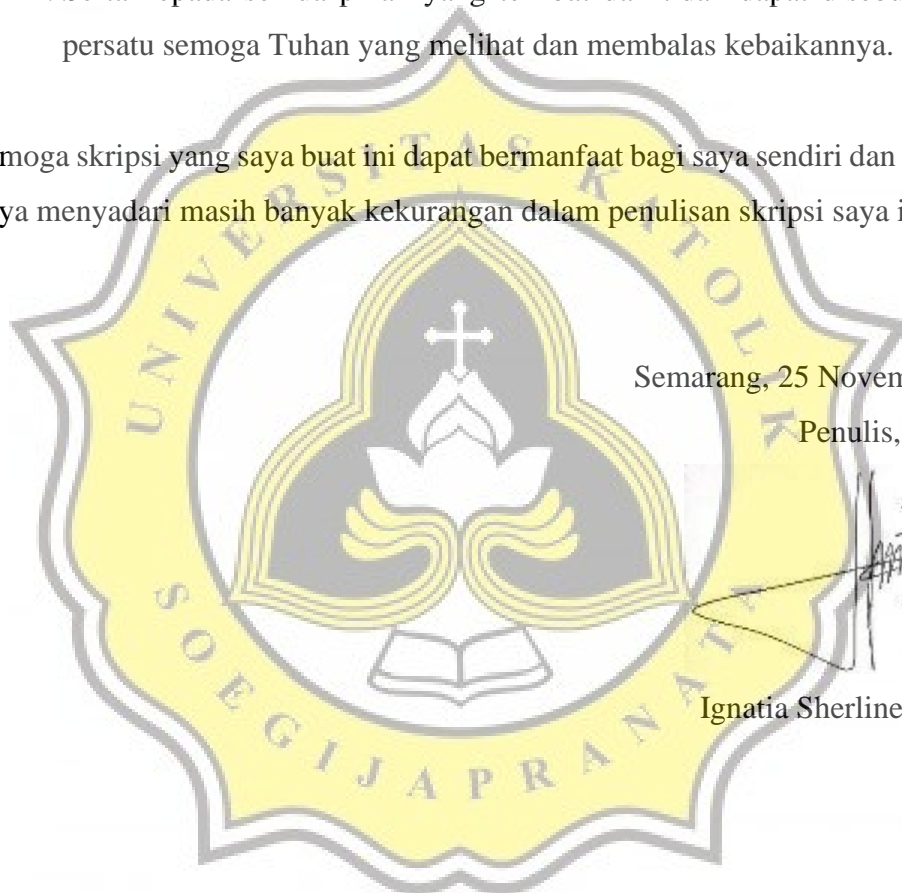 persatu semoga Tuhan yang melihat dan membalas kebaikannya.
moga skripsi yang saya buat ini dapat bermanfaat bagi saya sendiri dan
ya menyadari masih banyak kekurangan dalam penulisan skripsi saya i
Semarang, 25 Novem
Penulis,
Ignatia Sherline
UNIVERSITAS KATOLIK
SOEGIJAPRANATA